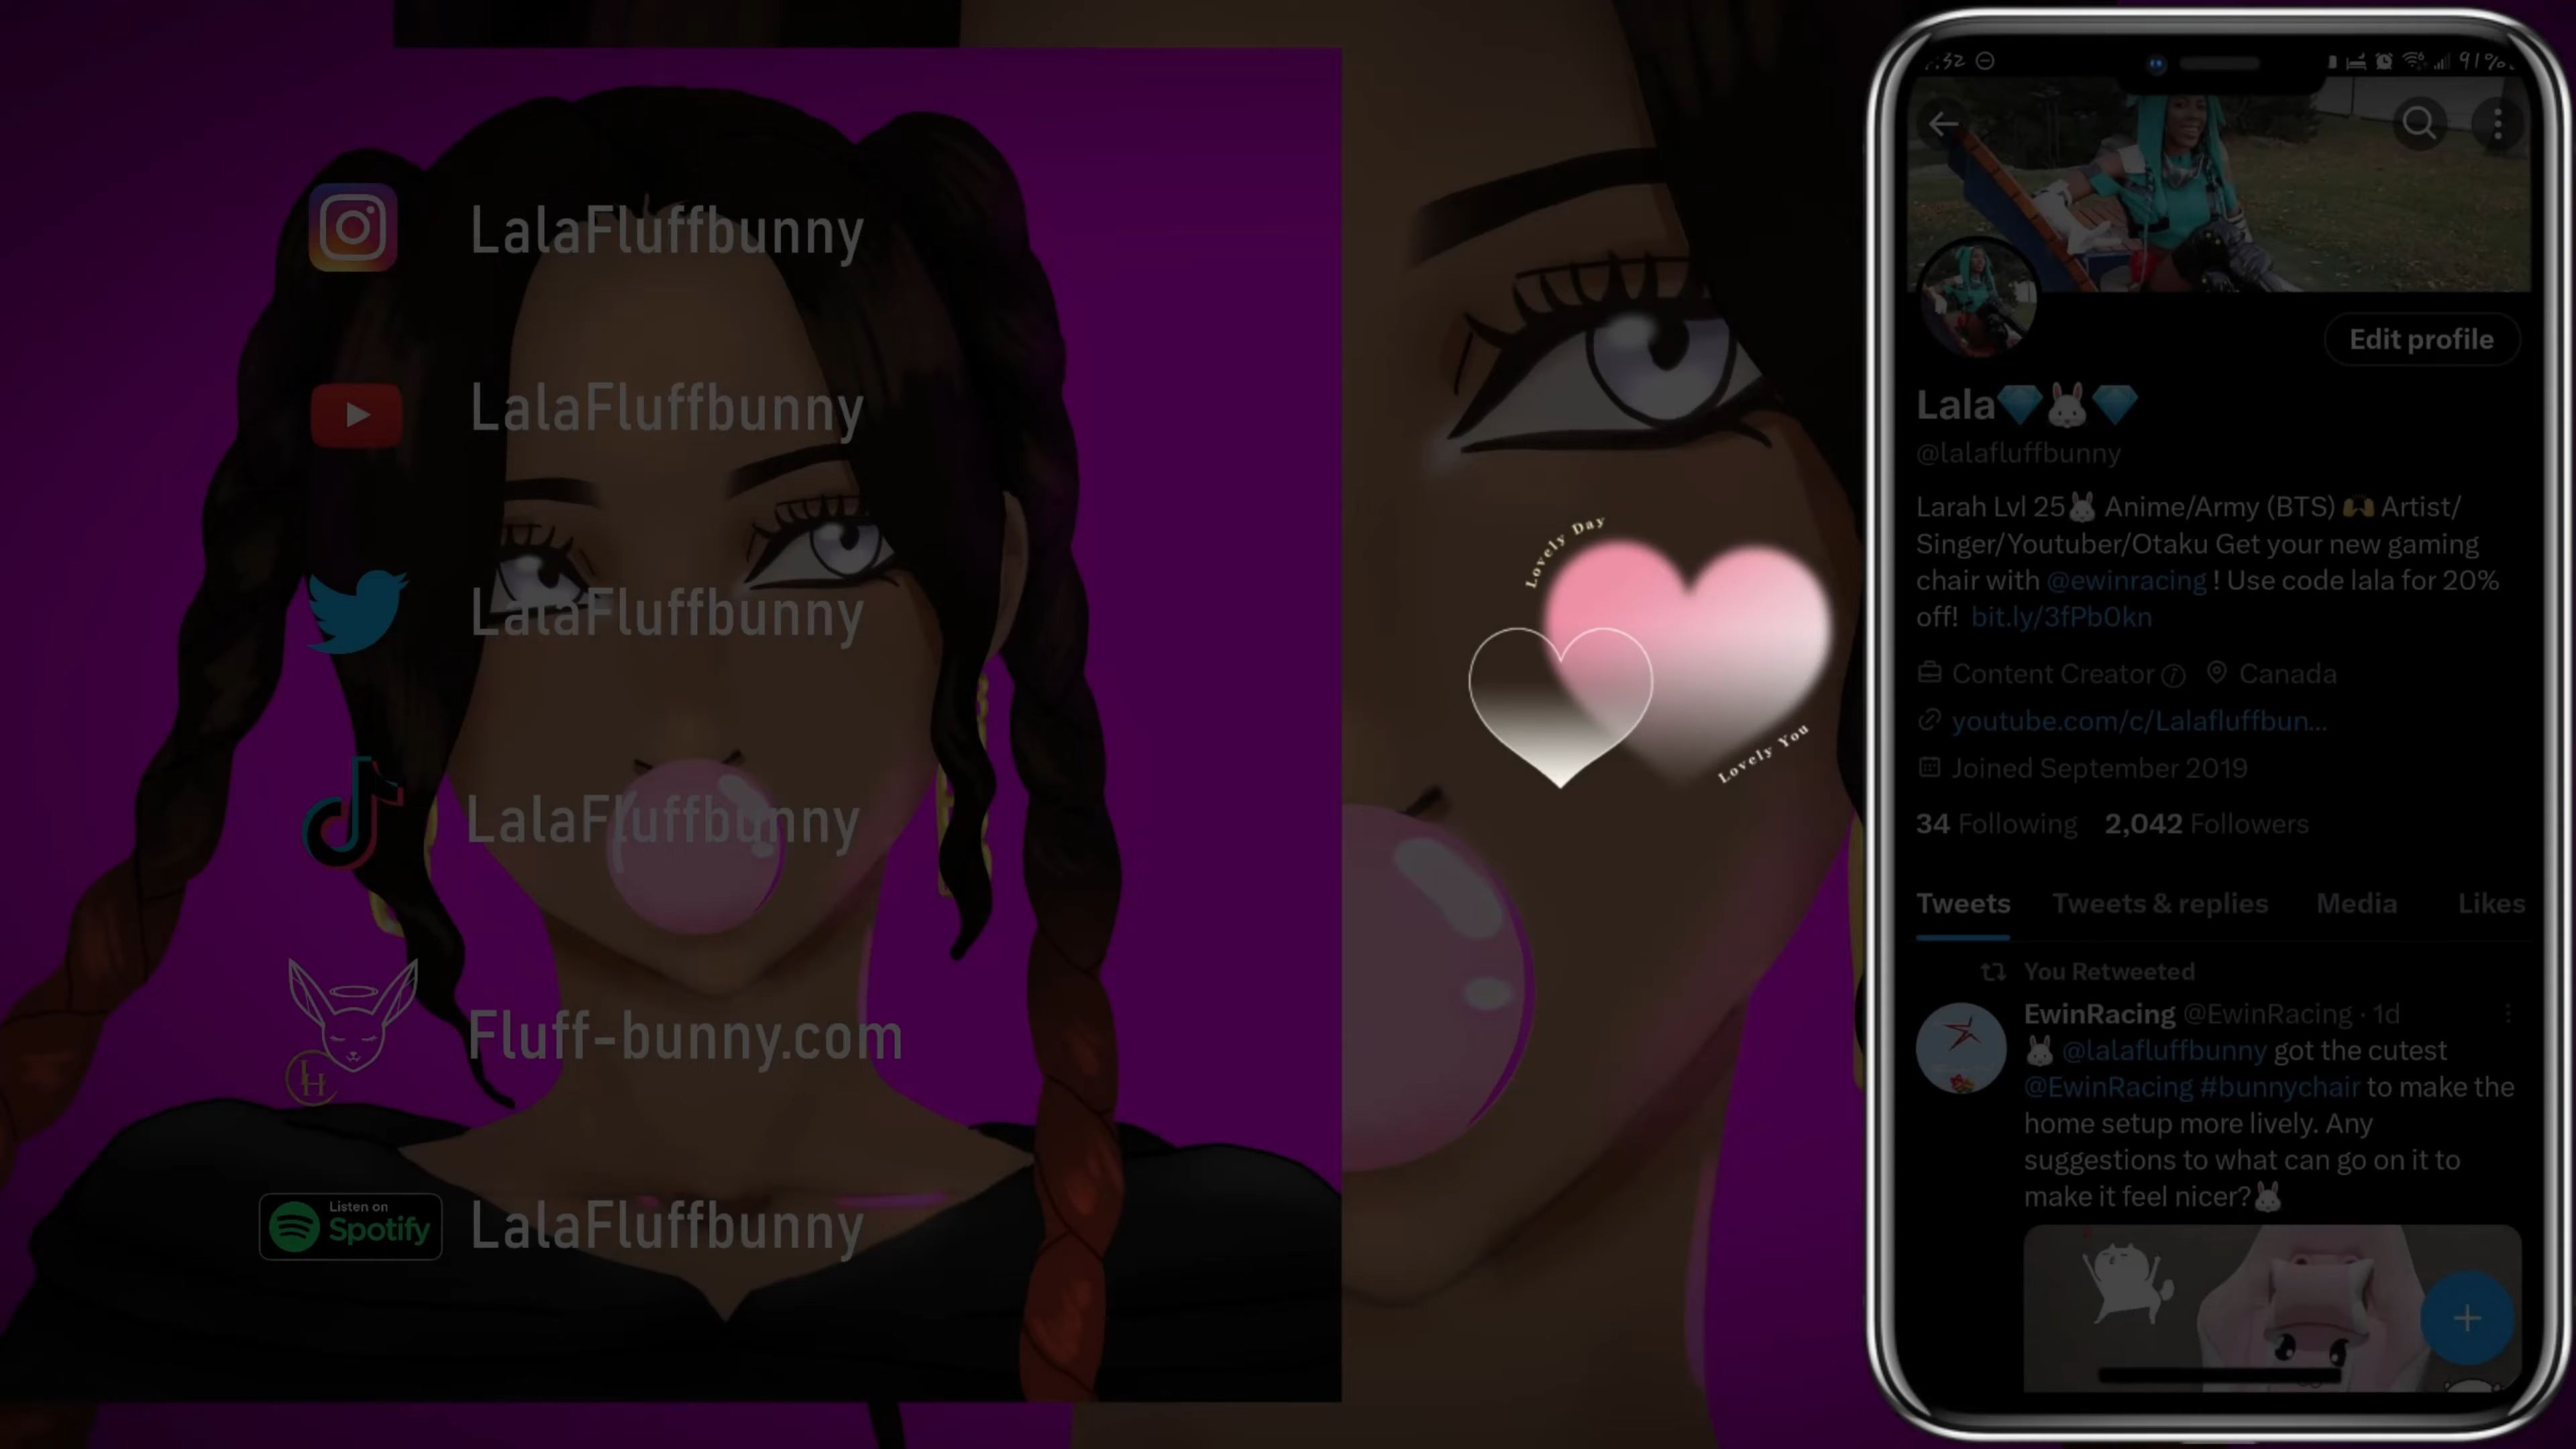 LalaFluffbunny
LalaFluffbunny
LalaFluffbunny
LalaFluffbunny
Fluff-bunny.com
LH
Listen on
Spotify
LalaFluffbunny
Lovely Day
Lovely You
:32
91%
Edit profile
Lala💎🐰💎
@lalafluffbunny
Larah Lvl 25🐰 Anime/Army (BTS) 🙌 Artist/
Singer/Youtuber/Otaku Get your new gaming
chair with @ewinracing ! Use code lala for 20%
off! bit.ly/3fPb0kn
Content Creator Canada
youtube.com/c/Lalafluffbun...
Joined September 2019
34 Following 2,042 Followers
Tweets Tweets & replies Media Likes
You Retweeted
EwinRacing @EwinRacing · 1d
🐰 @lalafluffbunny got the cutest
@EwinRacing #bunnychair to make the
home setup more lively. Any
suggestions to what can go on it to
make it feel nicer?🐰